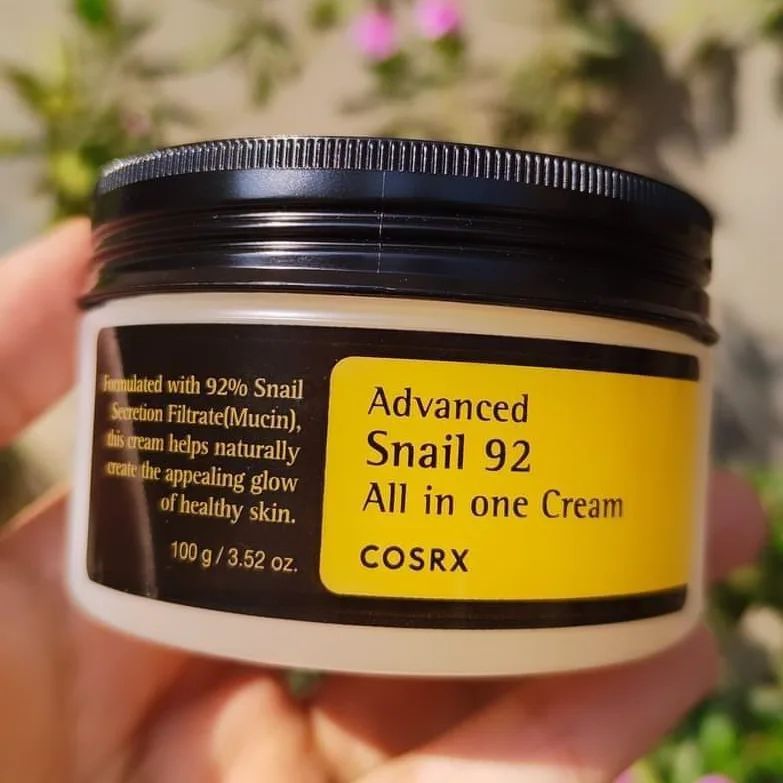 Formulated with 92% Snail
Secretion Filtrate(Mucin),
this cream helps naturally
create the appealing glow
of healthy skin.
100 g / 3.52 oz.
Advanced
Snail 92
All in one Cream
COSRX